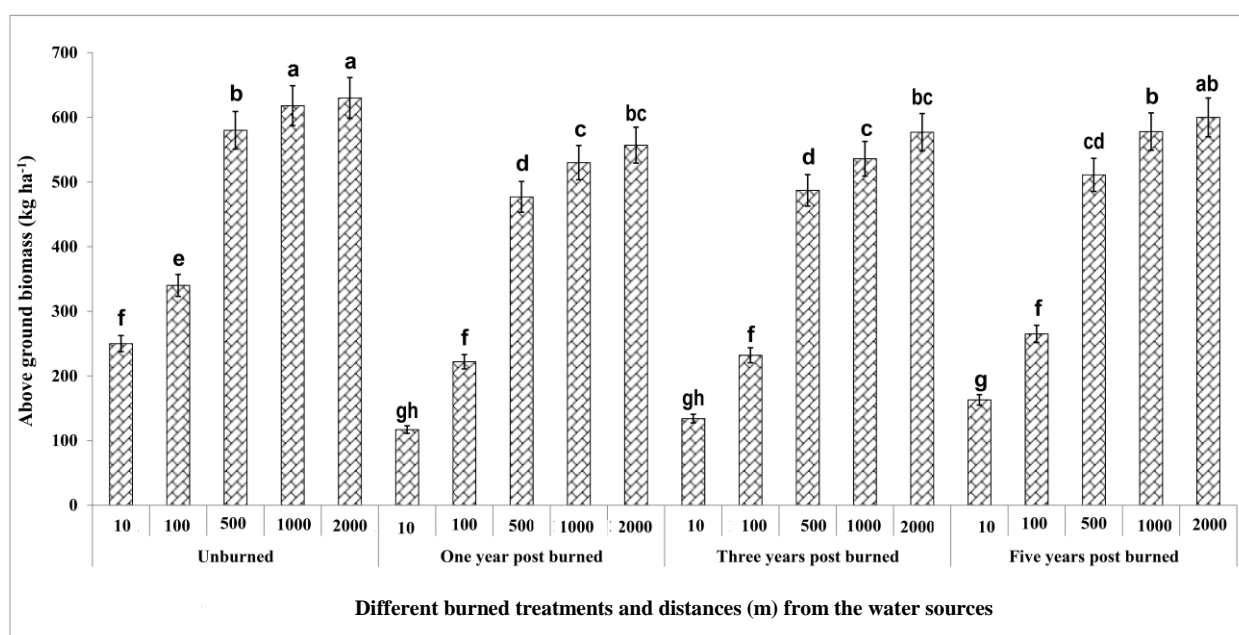 Above ground biomass (kg ha⁻¹)
700
600
500
400
300
200
100
0
f
e
b
a
a
gh
f
d
c
bc
gh
f
d
c
bc
g
f
cd
b
ab
10 100 500 1000 2000 10 100 500 1000 2000 10 100 500 1000 2000 10 100 500 1000 2000
Unburned One year post burned Three years post burned Five years post burned
Different burned treatments and distances (m) from the water sources